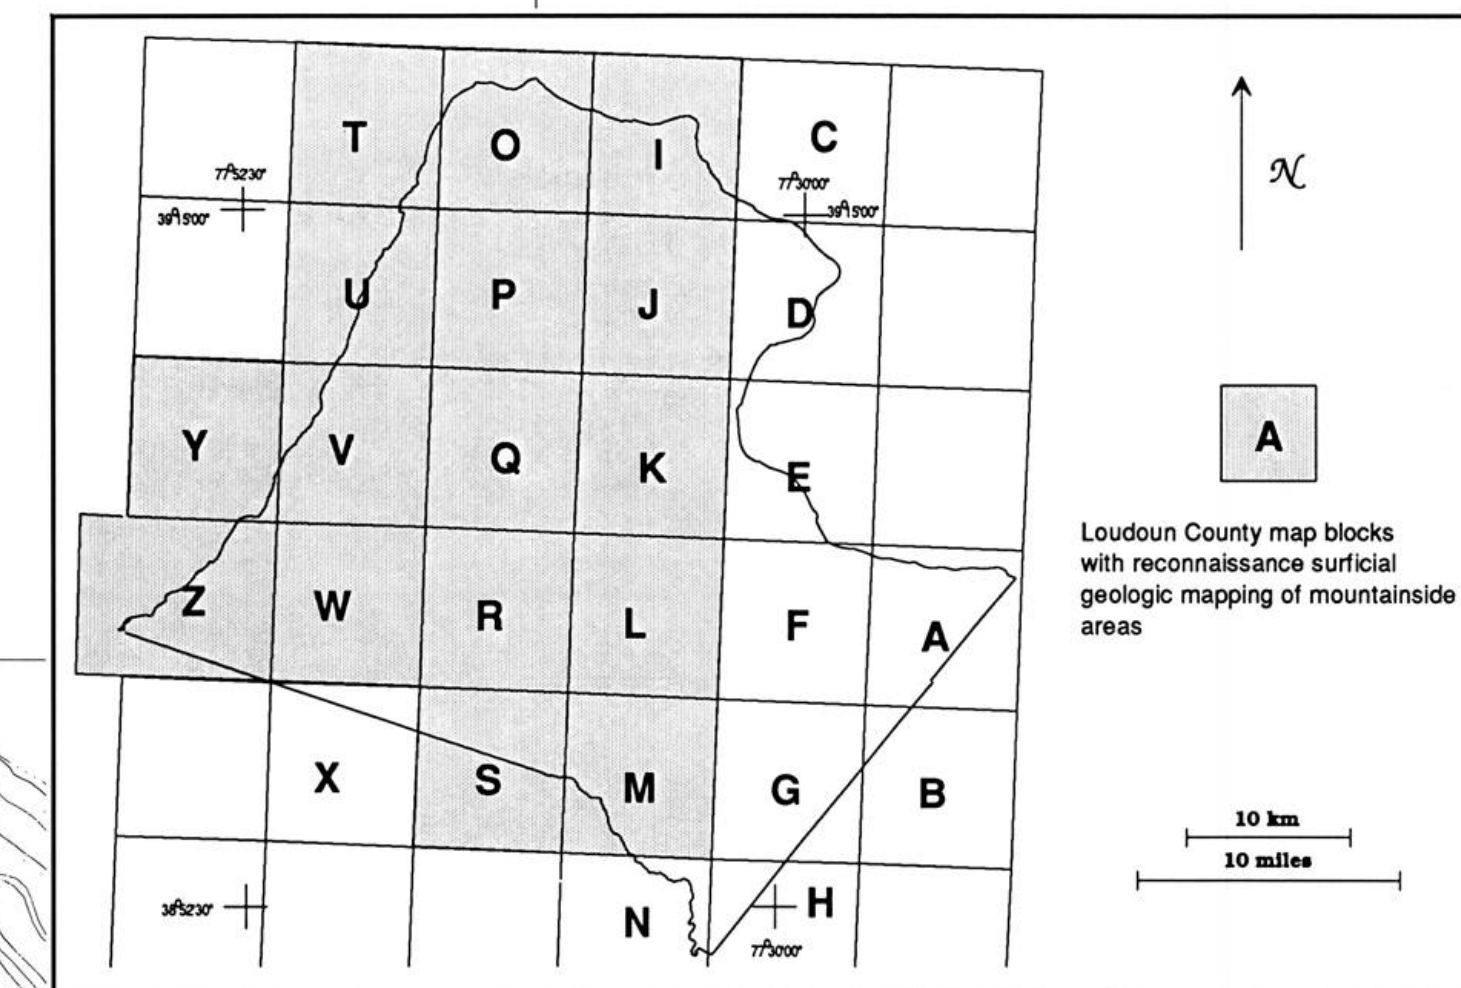 T
O
I
C
N
77°52'30"
39°15'00"
77°30'00"
39°15'00"
U
P
J
D
Y
V
Q
K
E
A
Loudoun County map blocks
with reconnaissance surficial
geologic mapping of mountainside
areas
Z
W
R
L
F
A
X
S
M
G
B
10 km
10 miles
38°52'30"
N
H
77°30'00"